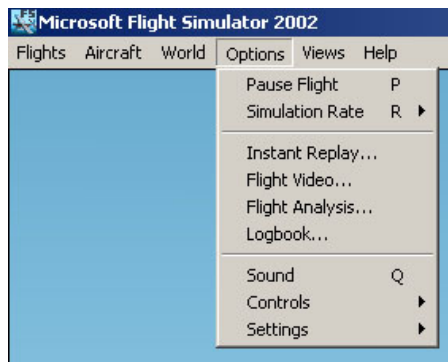 Microsoft Flight Simulator 2002
Flights Aircraft World Options Views Help
Pause Flight P
Simulation Rate R
Instant Replay...
Flight Video...
Flight Analysis...
Logbook...
Sound Q
Controls
Settings